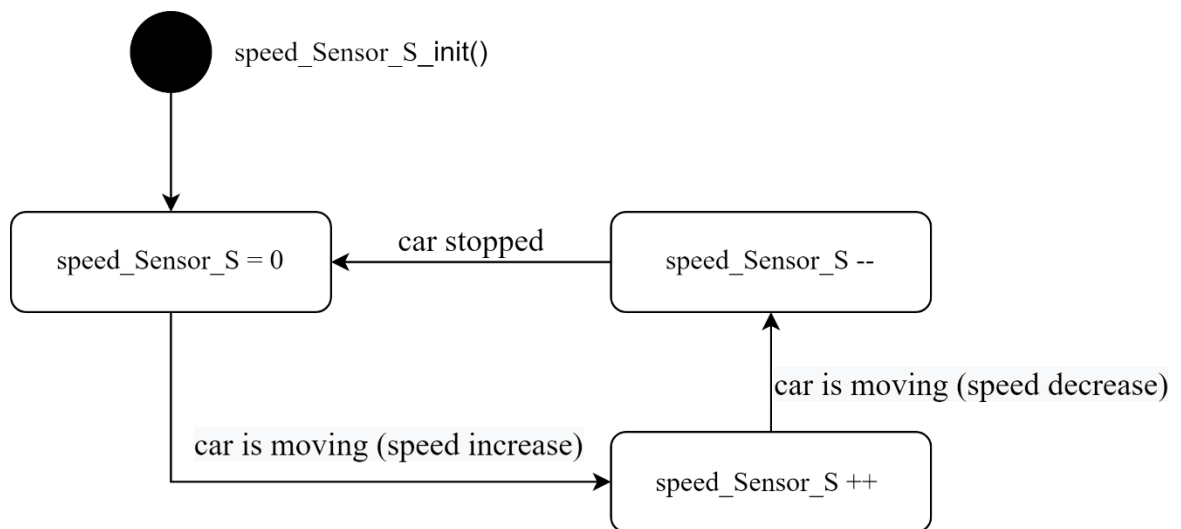 speed_Sensor_S_init()
car stopped
speed_Sensor_S = 0
speed_Sensor_S --
car is moving (speed decrease)
car is moving (speed increase)
speed_Sensor_S ++